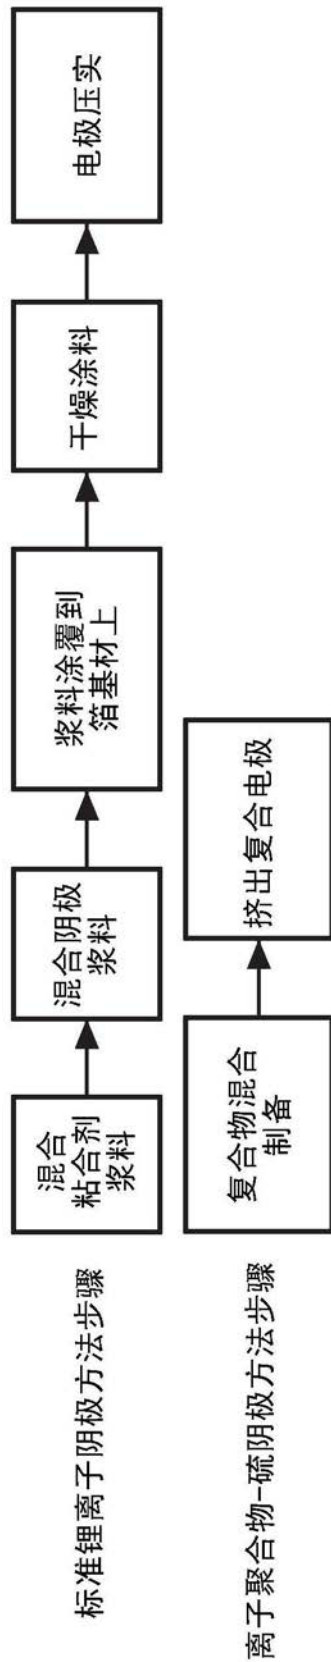 标准锂离子阴极方法步骤
混合
粘合剂
浆料
混合阴极
浆料
浆料涂覆到
箔基材上
干燥涂料
电极压实
离子聚合物-硫阴极方法步骤
复合物混合
制备
挤出复合电极